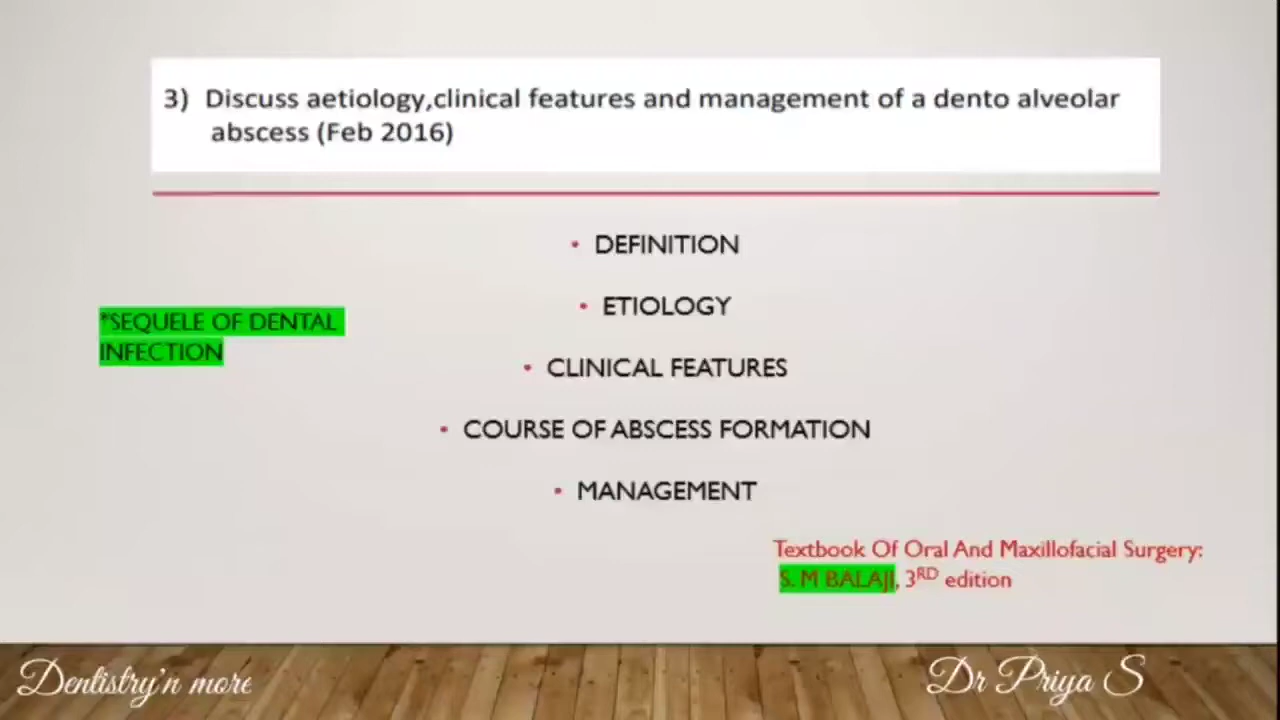 3) Discuss aetiology,clinical features and management of a dento alveolar
abscess (Feb 2016)
• DEFINITION
• ETIOLOGY
*SEQUELE OF DENTAL
INFECTION
• CLINICAL FEATURES
• COURSE OF ABSCESS FORMATION
• MANAGEMENT
Textbook Of Oral And Maxillofacial Surgery:
S. M BALAJI, 3RD edition
Dentistry'n more
Dr Priya S